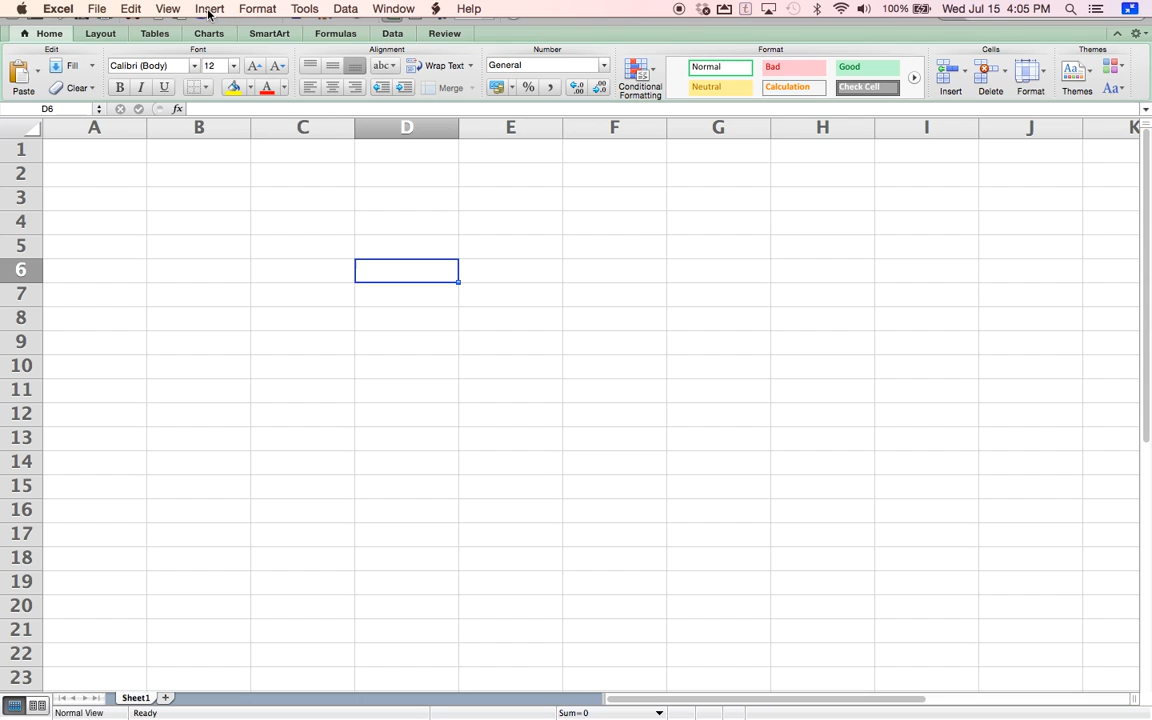 Excel File Edit View Insert Format Tools Data Window Help 100% Wed Jul 15 4:05 PM
Home Layout Tables Charts SmartArt Formulas Data Review
Edit Font Alignment Number Format Cells Themes
Fill Calibri (Body) 12 A A abc Wrap Text General Normal Bad Good
Paste Clear B I U A Merge % , Conditional Formatting Neutral Calculation Check Cell Insert Delete Format Themes Aa
D6 fx
A B C D E F G H I J K
1
2
3
4
5
6
7
8
9
10
11
12
13
14
15
16
17
18
19
20
21
22
23
Sheet1
Normal View Ready Sum=0